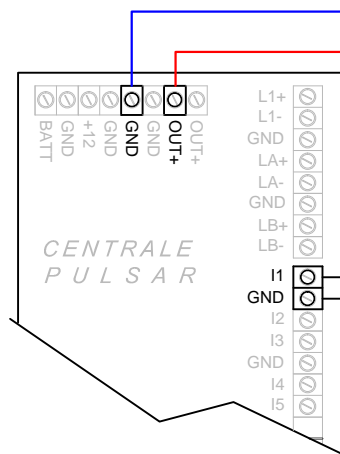 BATT
GND
+12
GND
GND
GND
OUT+
OUT+
L1+
L1-
GND
LA+
LA-
GND
LB+
LB-
CENTRALE
PULSAR
I1
GND
I2
I3
GND
I4
I5